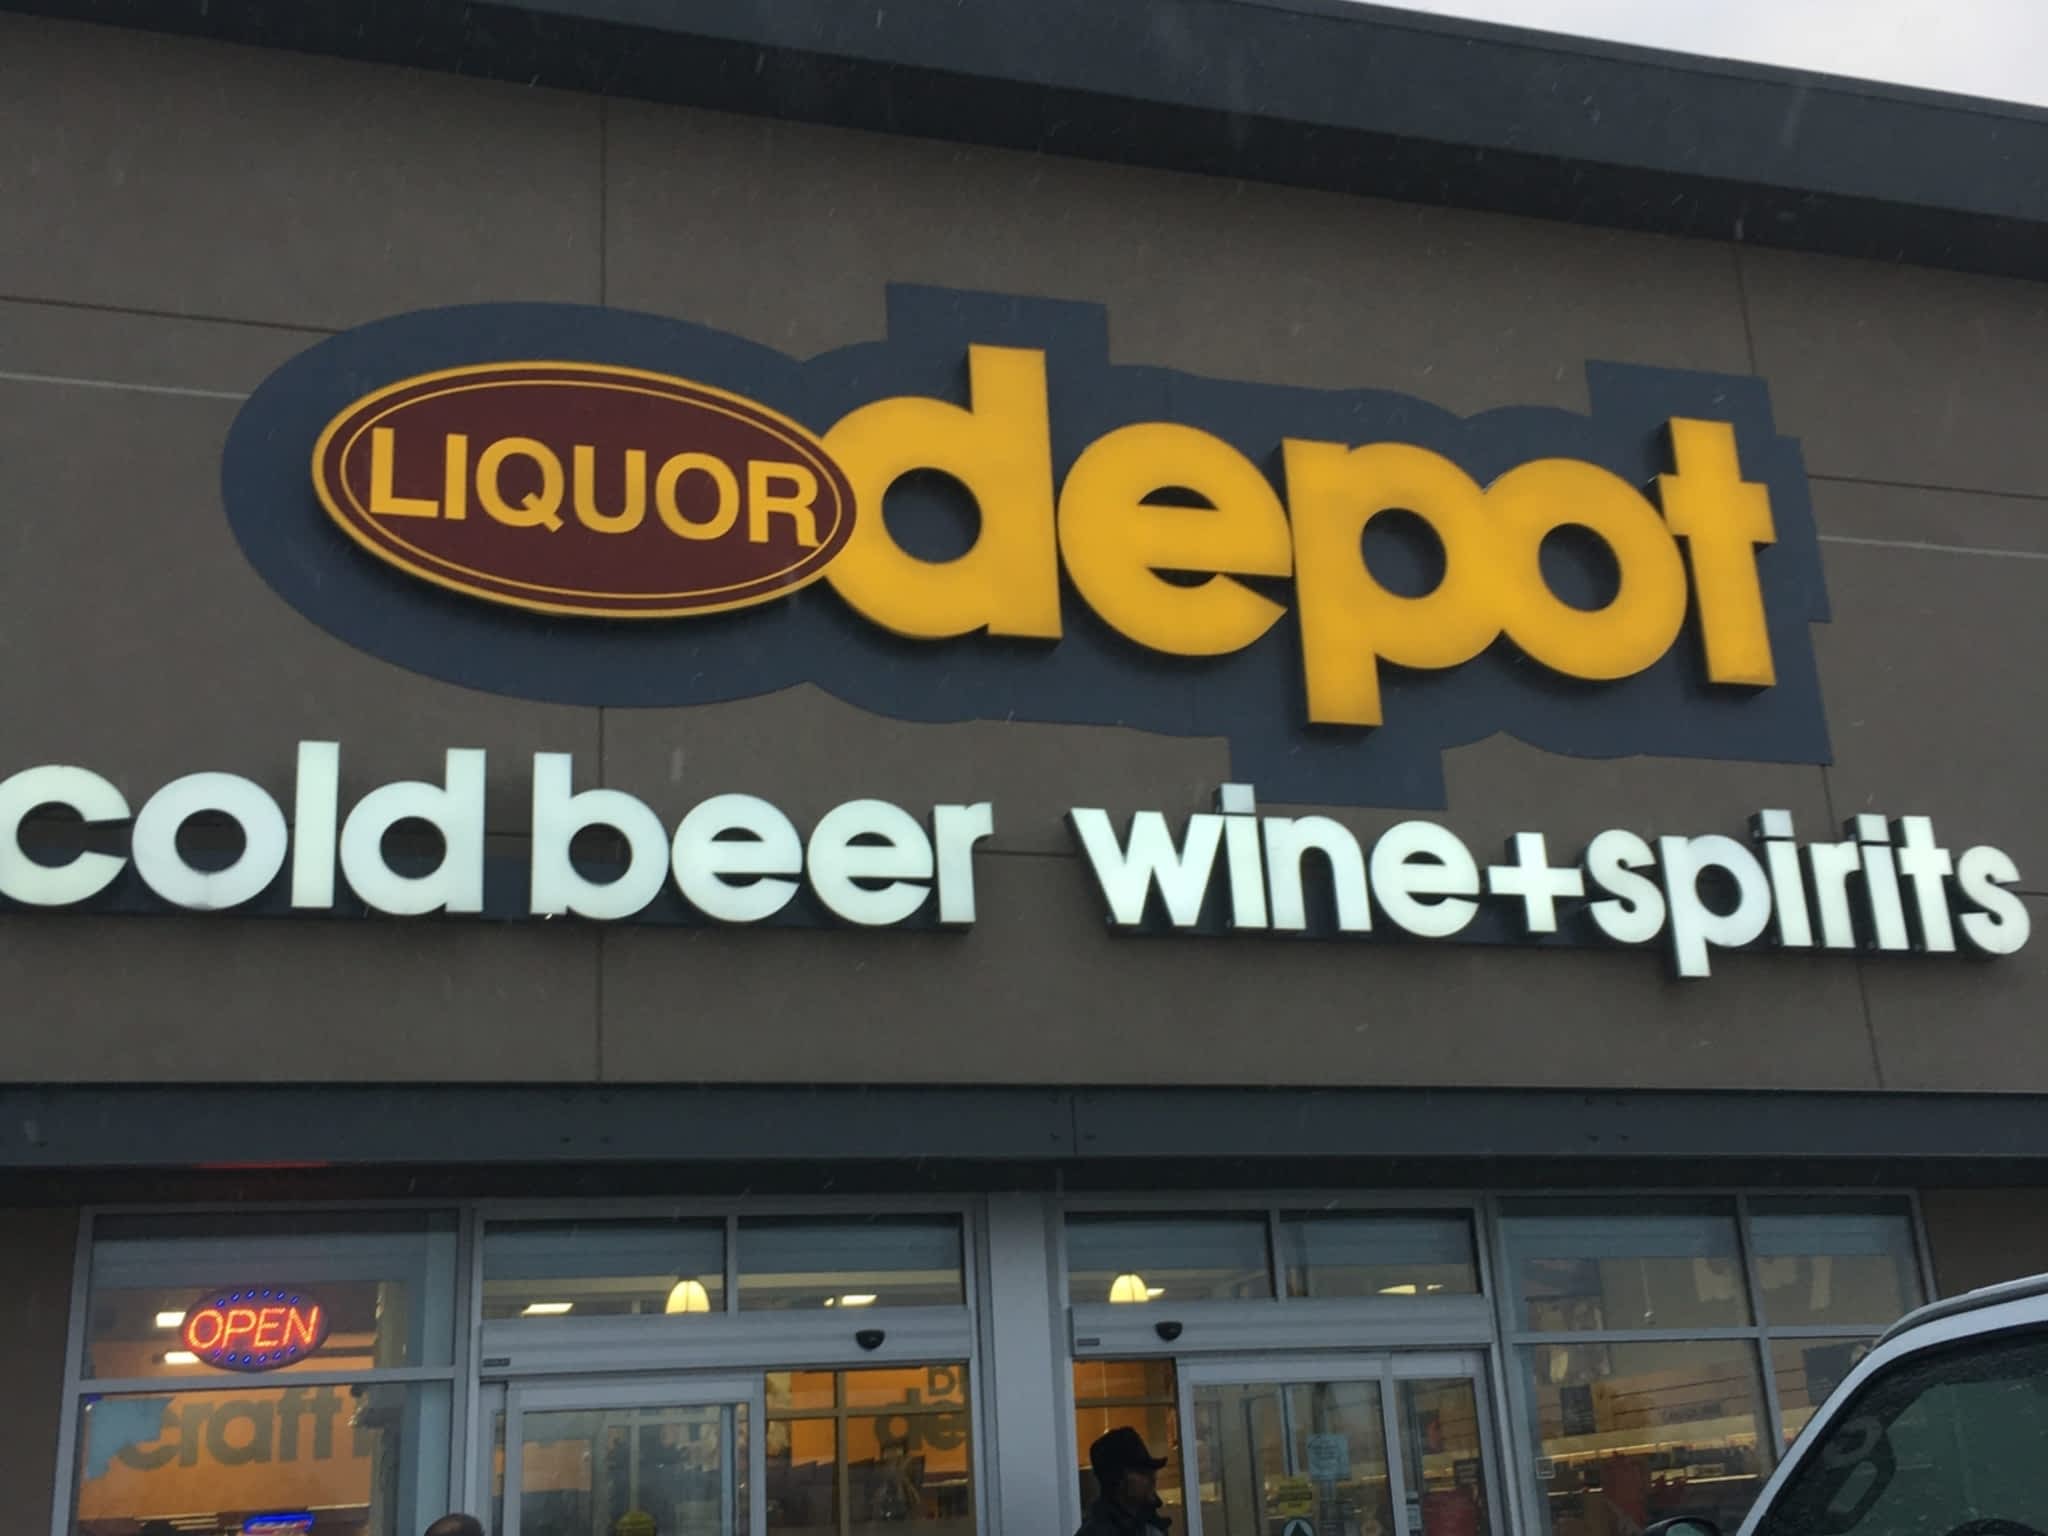 LIQUOR depot
cold beer wine+spirits
OPEN
craft